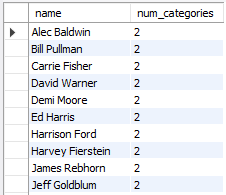 name num_categories
Alec Baldwin 2
Bill Pullman 2
Carrie Fisher 2
David Warner 2
Demi Moore 2
Ed Harris 2
Harrison Ford 2
Harvey Fierstein 2
James Rebhorn 2
Jeff Goldblum 2